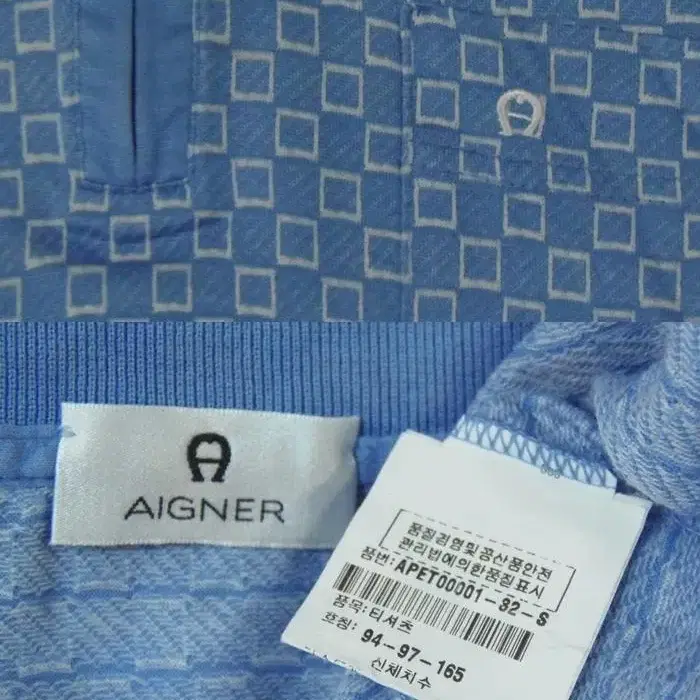 AIGNER
품질경영및공산품안전
관리법에의한품질표시
품번: APET00001-82-S
품목: 티셔츠
호칭: 94-97-165
신체치수